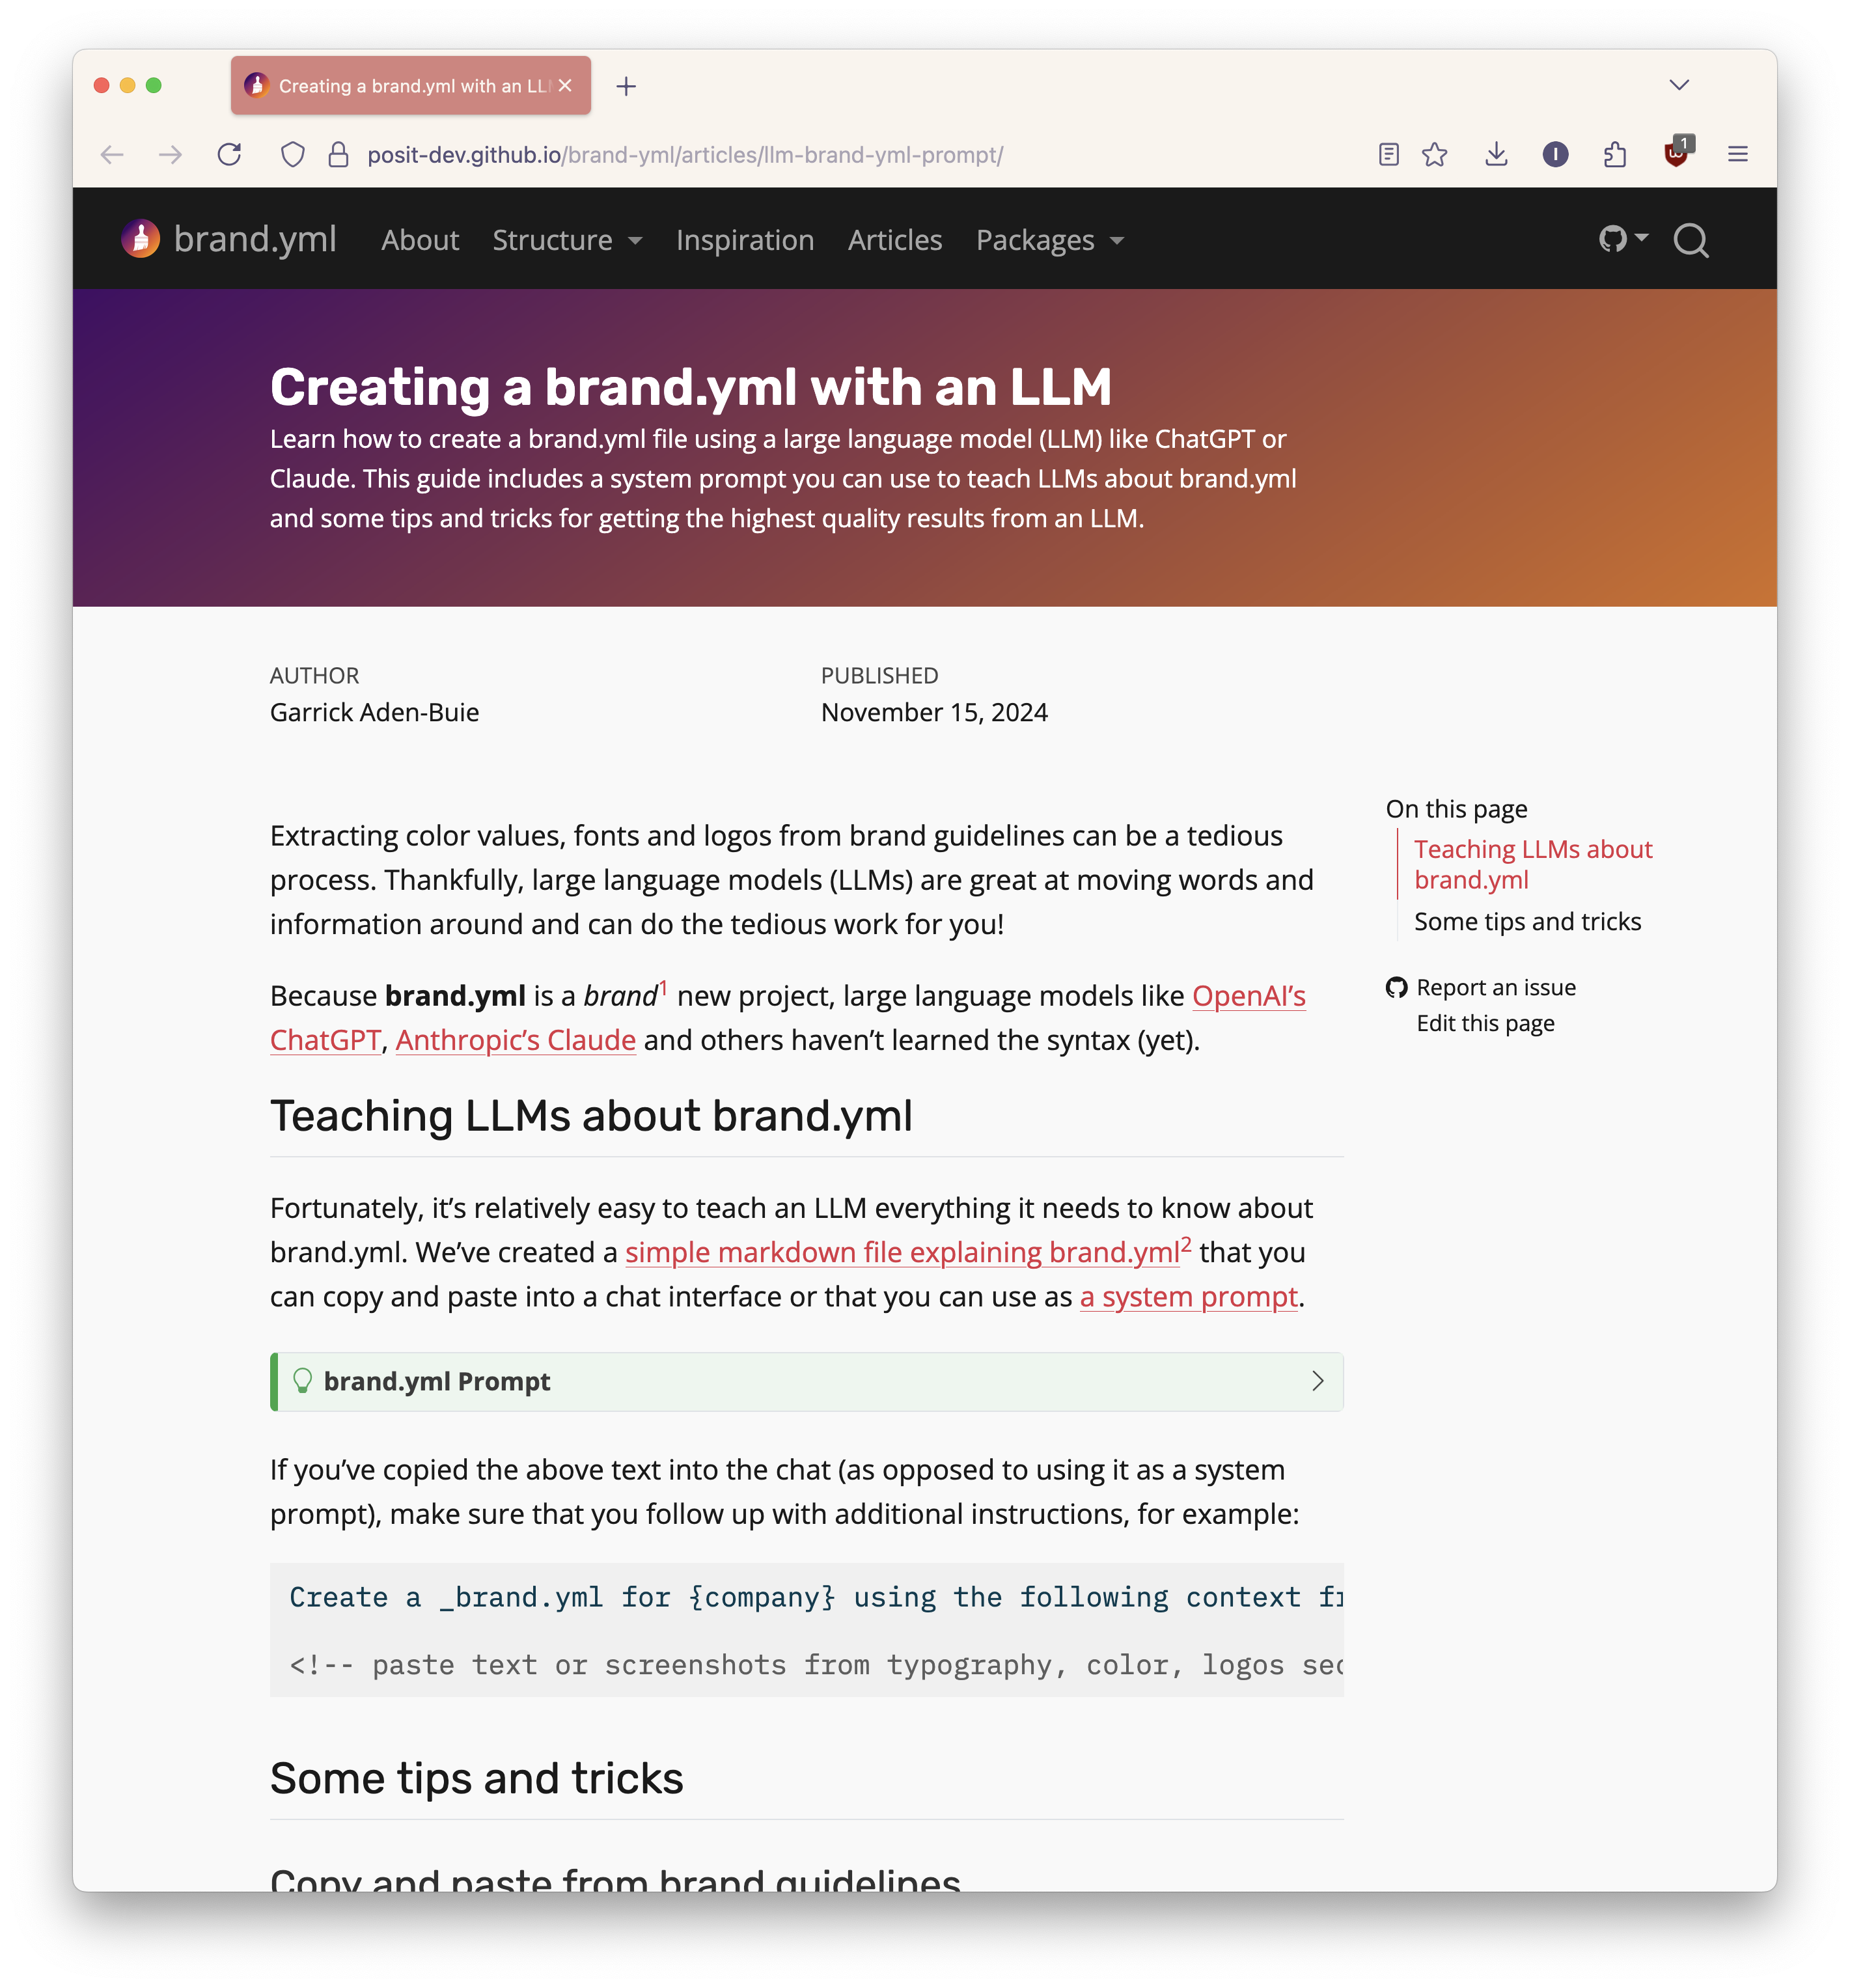 Creating a brand.yml with an LL
posit-dev.github.io/brand-yml/articles/llm-brand-yml-prompt/
1
brand.yml About Structure Inspiration Articles Packages
Creating a brand.yml with an LLM
Learn how to create a brand.yml file using a large language model (LLM) like ChatGPT or
Claude. This guide includes a system prompt you can use to teach LLMs about brand.yml
and some tips and tricks for getting the highest quality results from an LLM.
AUTHOR
Garrick Aden-Buie
PUBLISHED
November 15, 2024
Extracting color values, fonts and logos from brand guidelines can be a tedious
process. Thankfully, large language models (LLMs) are great at moving words and
information around and can do the tedious work for you!
Because brand.yml is a brand1 new project, large language models like OpenAI’s
ChatGPT, Anthropic’s Claude and others haven’t learned the syntax (yet).
Teaching LLMs about brand.yml
Fortunately, it’s relatively easy to teach an LLM everything it needs to know about
brand.yml. We’ve created a simple markdown file explaining brand.yml2 that you
can copy and paste into a chat interface or that you can use as a system prompt.
brand.yml Prompt
If you’ve copied the above text into the chat (as opposed to using it as a system
prompt), make sure that you follow up with additional instructions, for example:
Create a _brand.yml for {company} using the following context fr
<!-- paste text or screenshots from typography, color, logos sec
Some tips and tricks
Copy and paste from brand guidelines
On this page
Teaching LLMs about
brand.yml
Some tips and tricks
Report an issue
Edit this page